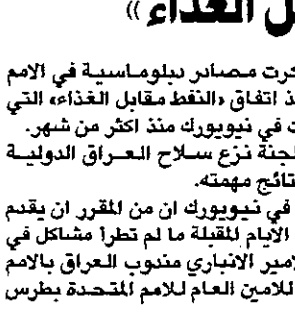 ل الغذاء»
كرت مصادر دبلوماسية في الامم
ذ اتفاق «النفط مقابل الغذاء» التي
ت في نيويورك منذ اكثر من شهر.
لجنة نزع سلاح العراق الدولية
تائج مهمته.
في نيويورك ان من المقرر ان يقدم
الايام المقبلة ما لم تطرأ مشاكل في
لامير الانباري مندوب العراق بالامم
للامين العام للامم المتحدة بطرس